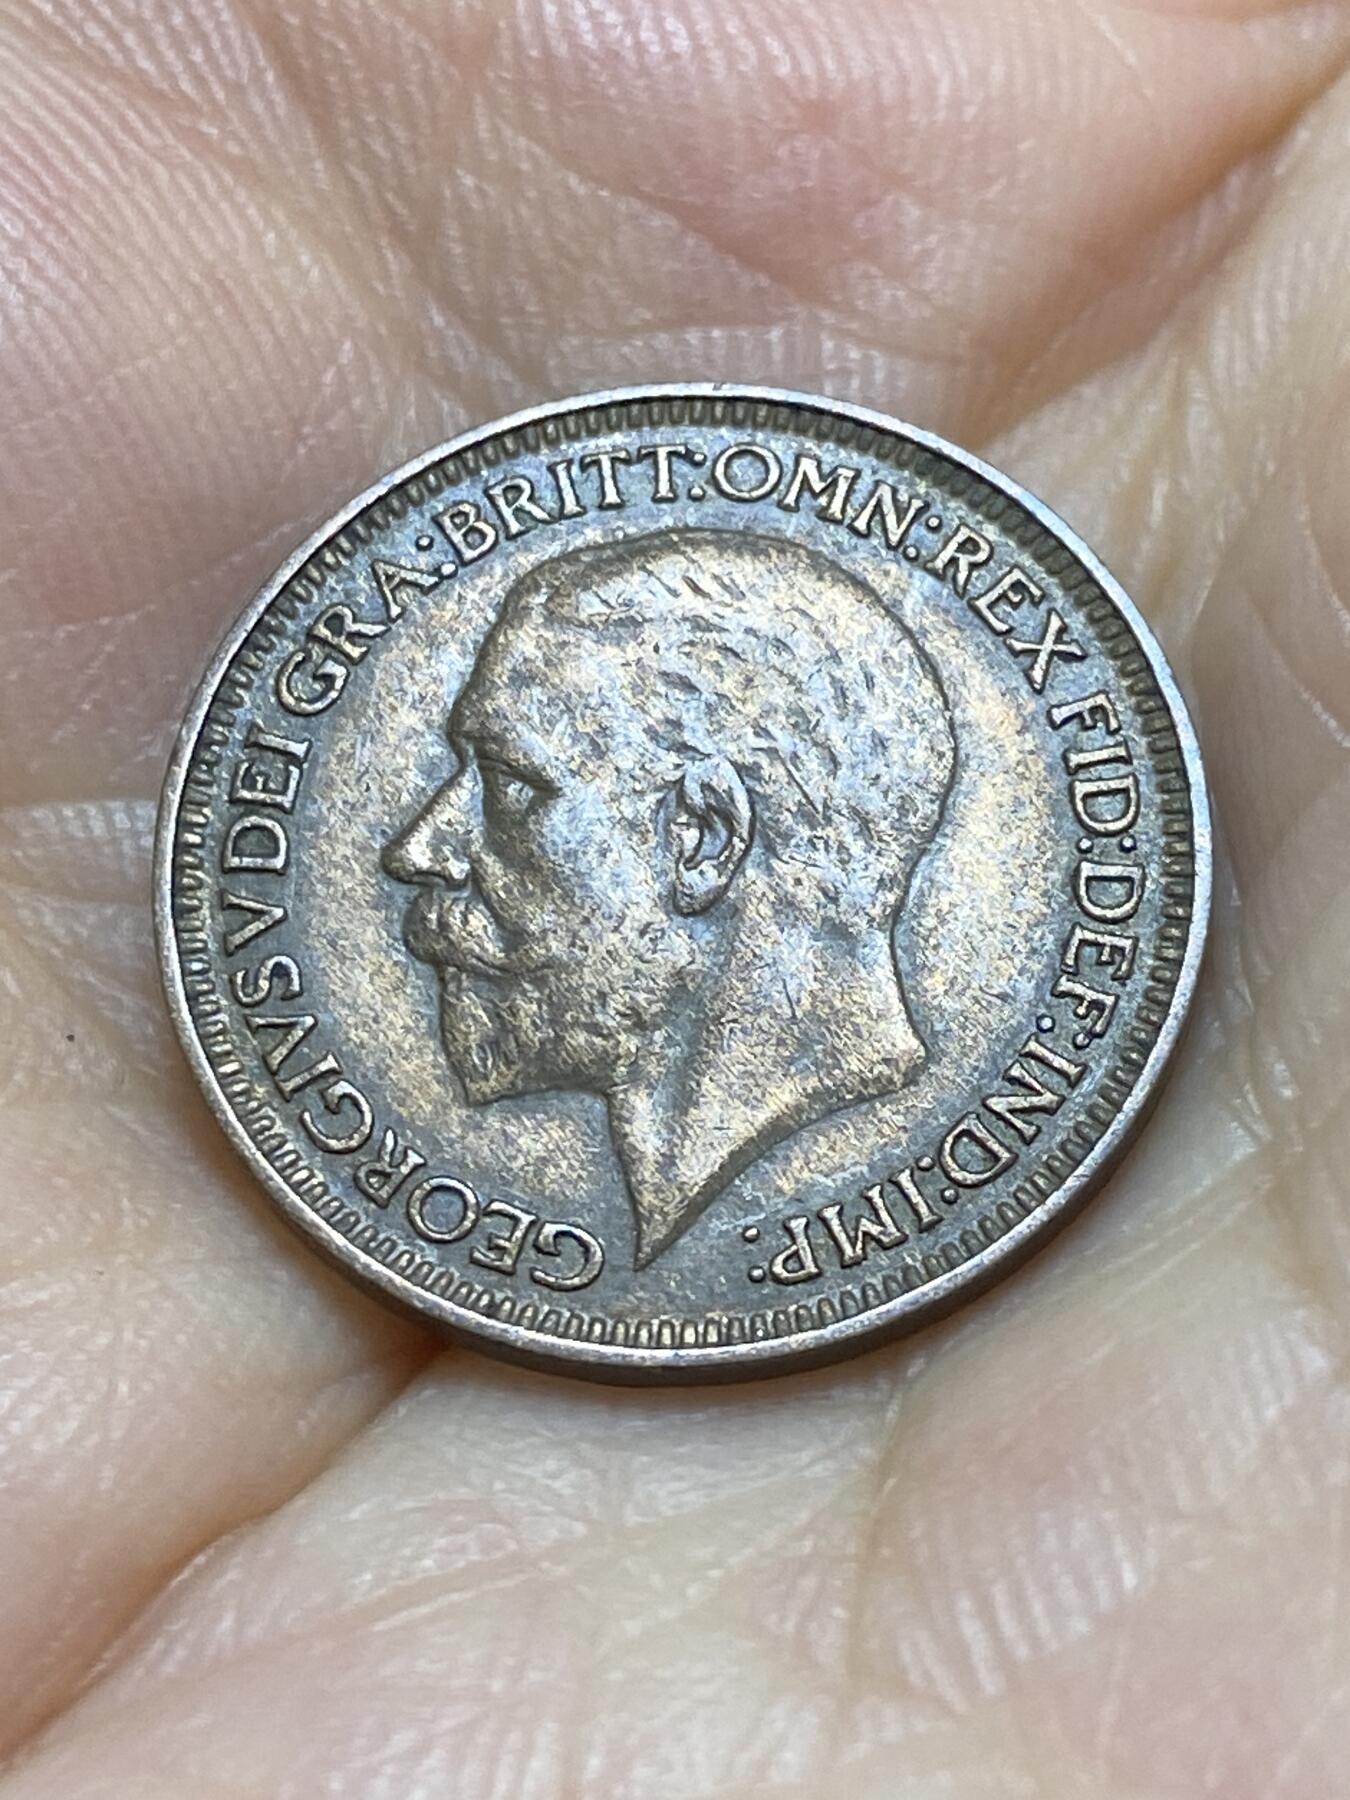 GEORGIVS V DEI GRA:BRITT:OMN:REX FID:DEF:IND:IMP: